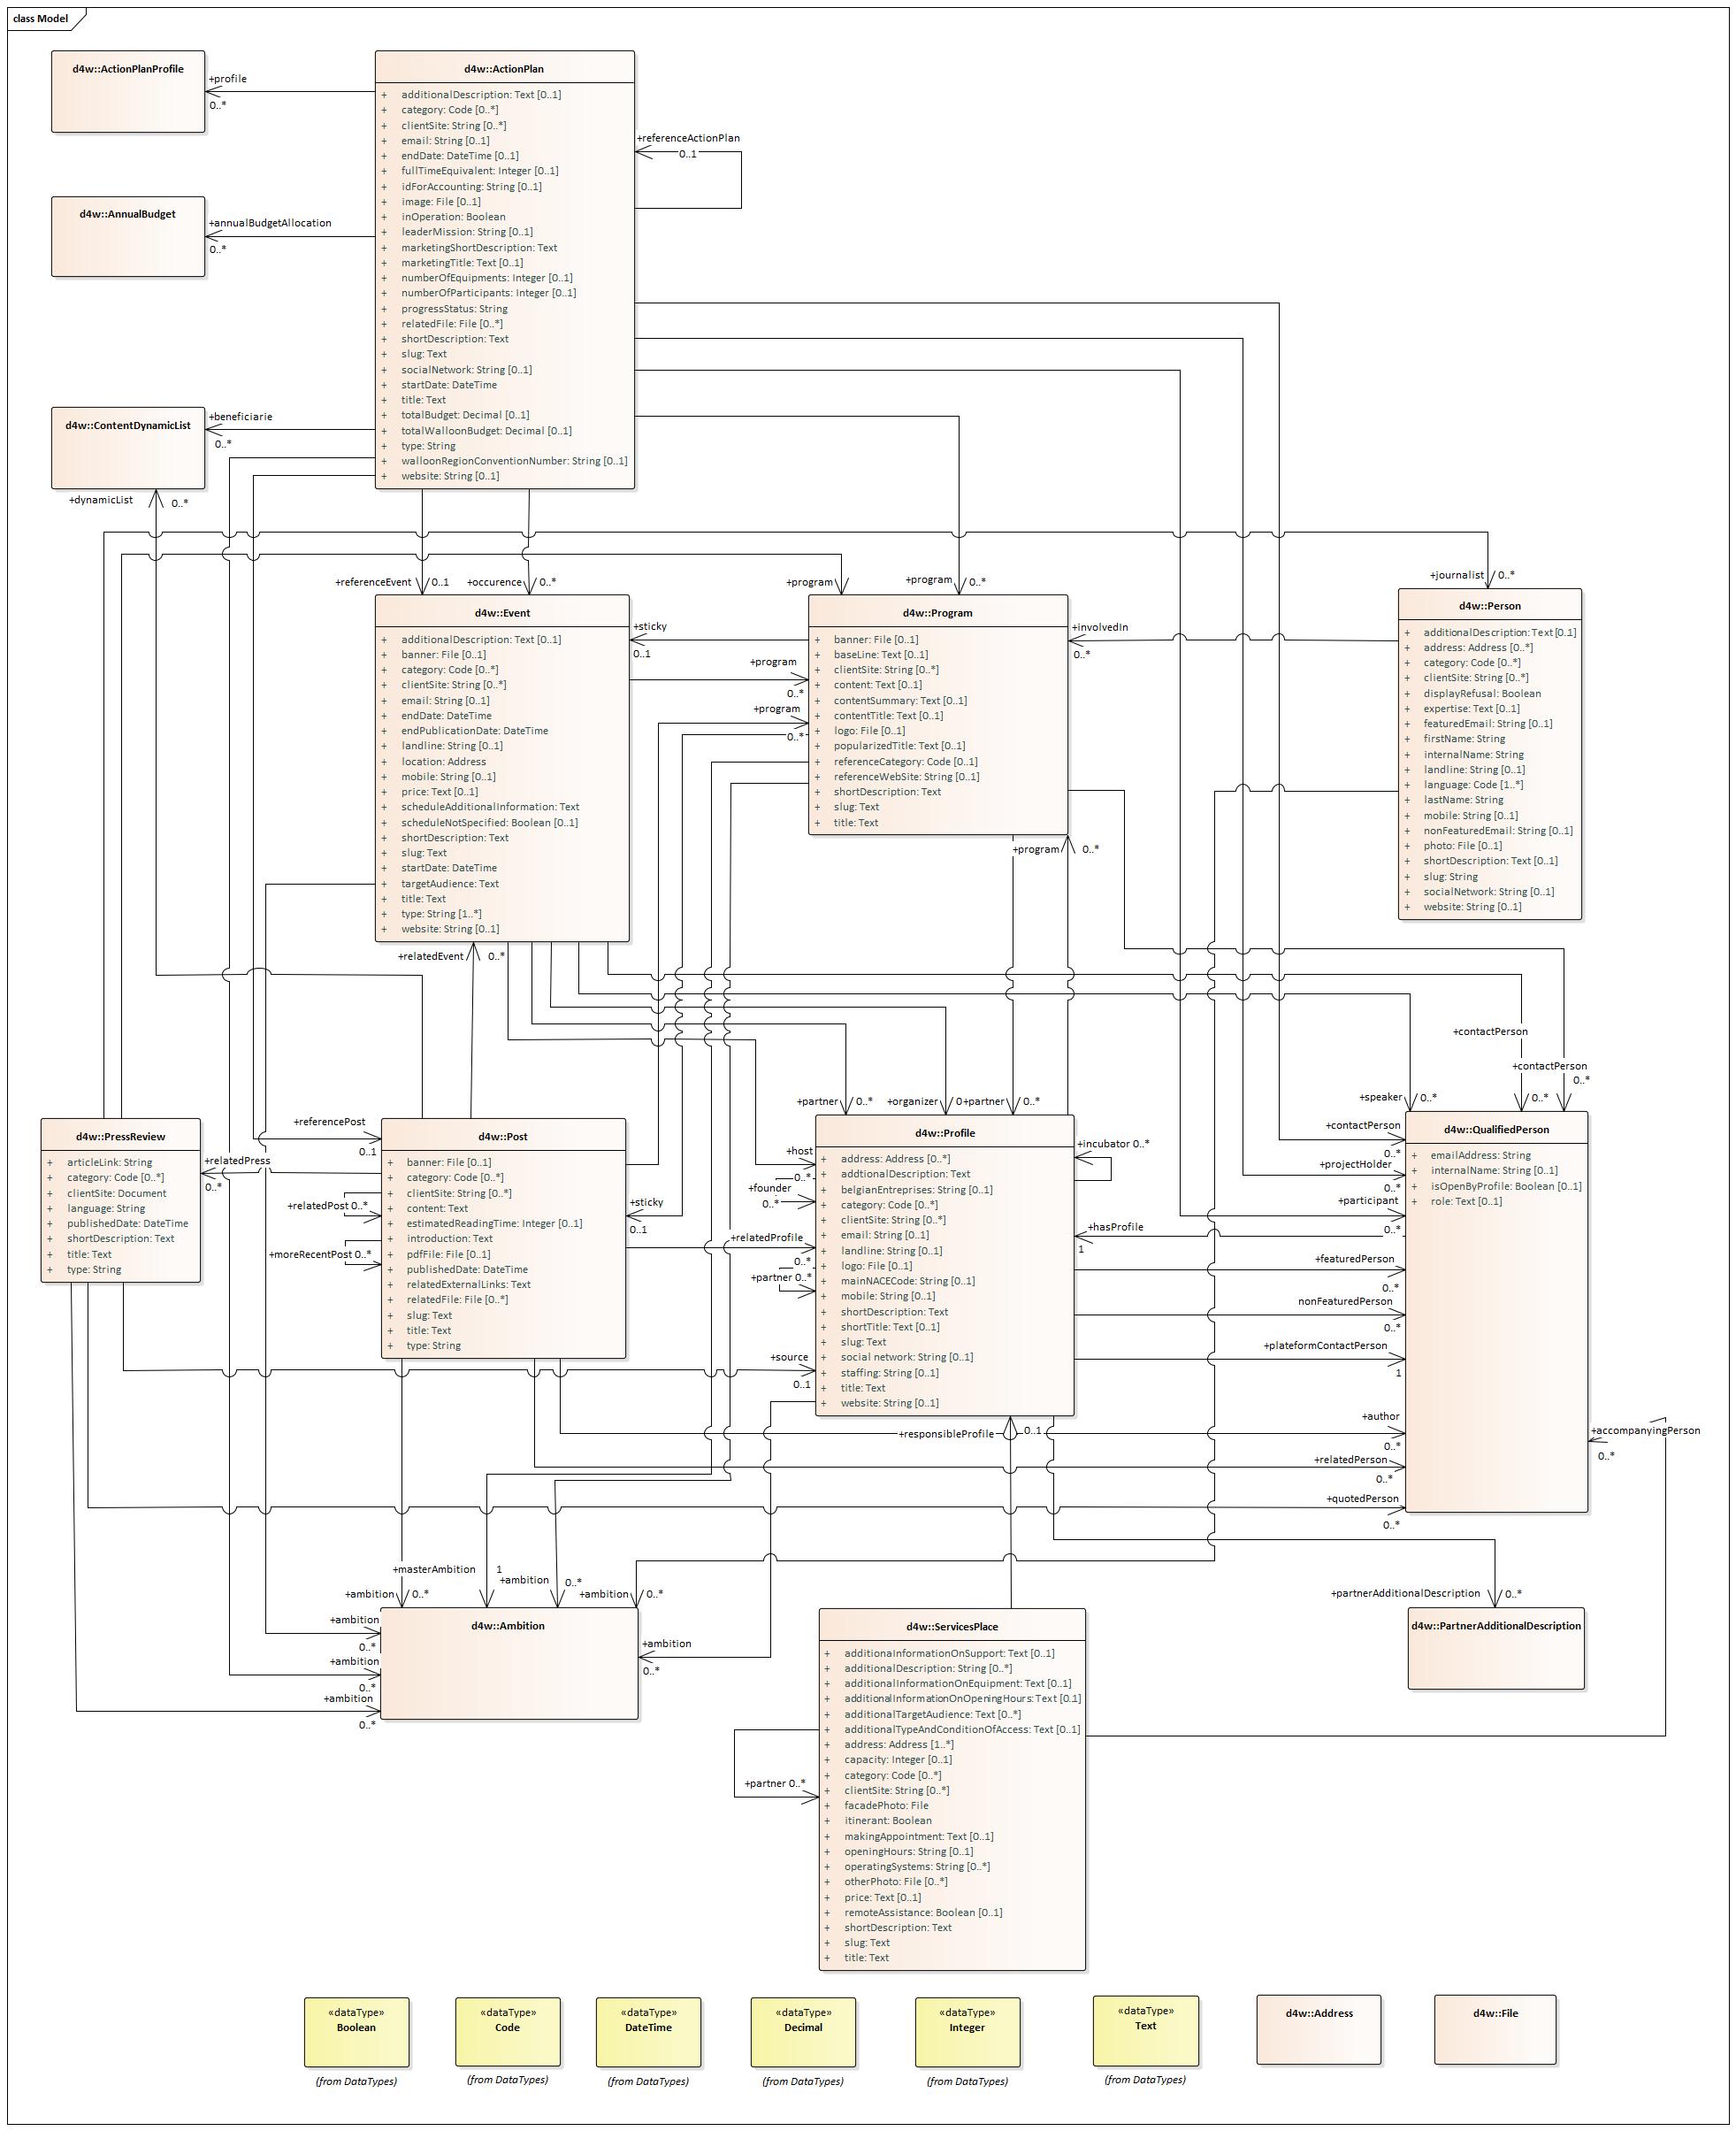 class Model
d4w::ActionPlanProfile
+profile
0..*
d4w::ActionPlan
+ additionalDescription: Text [0..1]
+ category: Code [0..*]
+ clientSite: String [0..*]
+ email: String [0..1]
+ endDate: DateTime [0..1]
+ fullTimeEquivalent: Integer [0..1]
+ idForAccounting: String [0..1]
+ image: File [0..1]
+ inOperation: Boolean
+ leaderMission: String [0..1]
+ marketingShortDescription: Text
+ marketingTitle: Text [0..1]
+ numberOfEquipments: Integer [0..1]
+ numberOfParticipants: Integer [0..1]
+ progressStatus: String
+ relatedFile: File [0..*]
+ shortDescription: Text
+ slug: Text
+ socialNetwork: String [0..1]
+ startDate: DateTime
+ title: Text
+ totalBudget: Decimal [0..1]
+ totalWalloonBudget: Decimal [0..1]
+ type: String
+ walloonRegionConventionNumber: String [0..1]
+ website: String [0..1]
+referenceActionPlan
0..1
d4w::AnnualBudget
+annualBudgetAllocation
0..*
d4w::ContentDynamicList
+beneficiarie
0..*
+dynamicList
0..*
+referenceEvent
0..1
+occurence
0..*
+program
+program
0..*
+journalist
0..*
d4w::Event
+ additionalDescription: Text [0..1]
+ banner: File [0..1]
+ category: Code [0..*]
+ clientSite: String [0..*]
+ email: String [0..1]
+ endDate: DateTime
+ endPublicationDate: DateTime
+ landline: String [0..1]
+ location: Address
+ mobile: String [0..1]
+ price: Text [0..1]
+ scheduleAdditionalInformation: Text
+ scheduleNotSpecified: Boolean [0..1]
+ shortDescription: Text
+ slug: Text
+ startDate: DateTime
+ targetAudience: Text
+ title: Text
+ type: String [1..*]
+ website: String [0..1]
+sticky
0..1
+program
0..*
+program
0..*
d4w::Program
+ banner: File [0..1]
+ baseLine: Text [0..1]
+ clientSite: String [0..*]
+ content: Text [0..1]
+ contentSummary: Text [0..1]
+ contentTitle: Text [0..1]
+ logo: File [0..1]
+ popularizedTitle: Text [0..1]
+ referenceCategory: Code [0..1]
+ referenceWebSite: String [0..1]
+ shortDescription: Text
+ slug: Text
+ title: Text
+involvedIn
0..*
+program
0..*
d4w::Person
+ additionalDescription: Text [0..1]
+ address: Address [0..*]
+ category: Code [0..*]
+ clientSite: String [0..*]
+ displayRefusal: Boolean
+ expertise: Text [0..1]
+ featuredEmail: String [0..1]
+ firstName: String
+ internalName: String
+ landline: String [0..1]
+ language: Code [1..*]
+ lastName: String
+ mobile: String [0..1]
+ nonFeaturedEmail: String [0..1]
+ photo: File [0..1]
+ shortDescription: Text [0..1]
+ slug: String
+ socialNetwork: String [0..1]
+ website: String [0..1]
+relatedEvent
0..*
+contactPerson
0..*
+contactPerson
0..*
+speaker
0..*
+partner
0..*
+organizer
0
+partner
0..*
d4w::PressReview
+ articleLink: String
+ category: Code [0..*]
+ clientSite: Document
+ language: String
+ publishedDate: DateTime
+ shortDescription: Text
+ title: Text
+ type: String
+referencePost
0..1
+relatedPress
0..*
+relatedPost 0..*
+moreRecentPost 0..*
d4w::Post
+ banner: File [0..1]
+ category: Code [0..*]
+ clientSite: String [0..*]
+ content: Text
+ estimatedReadingTime: Integer [0..1]
+ introduction: Text
+ pdfFile: File [0..1]
+ publishedDate: DateTime
+ relatedExternalLinks: Text
+ relatedFile: File [0..*]
+ slug: Text
+ title: Text
+ type: String
+sticky
0..1
+host
0..*
+founder
0..*
+relatedProfile
0..*
+partner 0..*
+source
0..1
d4w::Profile
+ address: Address [0..*]
+ addtionalDescription: Text
+ belgianEntreprises: String [0..1]
+ category: Code [0..*]
+ clientSite: String [0..*]
+ email: String [0..1]
+ landline: String [0..1]
+ logo: File [0..1]
+ mainNACECode: String [0..1]
+ mobile: String [0..1]
+ shortDescription: Text
+ shortTitle: Text [0..1]
+ slug: Text
+ social network: String [0..1]
+ staffing: String [0..1]
+ title: Text
+ website: String [0..1]
+incubator 0..*
+contactPerson
0..*
+projectHolder
0..*
+participant
0..*
+hasProfile
1
+featuredPerson
0..*
nonFeaturedPerson
0..*
+plateformContactPerson
1
+author
0..*
+relatedPerson
0..*
+quotedPerson
0..*
d4w::QualifiedPerson
+ emailAddress: String
+ internalName: String [0..1]
+ isOpenByProfile: Boolean [0..1]
+ role: Text [0..1]
+accompanyingPerson
0..*
+responsibleProfile
0..1
+masterAmbition
1
+ambition
0..*
+ambition
0..*
+ambition
0..*
+ambition
0..*
+ambition
0..*
+ambition
0..*
+ambition
0..*
d4w::Ambition
+partnerAdditionalDescription
0..*
d4w::PartnerAdditionalDescription
d4w::ServicesPlace
+ additionaInformationOnSupport: Text [0..1]
+ additionalDescription: String [0..*]
+ additionalInformationOnEquipment: Text [0..1]
+ additionalInformationOnOpeningHours: Text [0.1]
+ additionalTargetAudience: Text [0..*]
+ additionalTypeAndConditionOfAccess: Text [0..1]
+ address: Address [1..*]
+ capacity: Integer [0..1]
+ category: Code [0..*]
+ clientSite: String [0..*]
+ facadePhoto: File
+ itinerant: Boolean
+ makingAppointment: Text [0..1]
+ openingHours: String [0..1]
+ operatingSystems: String [0..*]
+ otherPhoto: File [0..*]
+ price: Text [0..1]
+ remoteAssistance: Boolean [0..1]
+ shortDescription: Text
+ slug: Text
+ title: Text
+partner 0..*
«dataType»
Boolean
(from DataTypes)
«dataType»
Code
(from DataTypes)
«dataType»
DateTime
(from DataTypes)
«dataType»
Decimal
(from DataTypes)
«dataType»
Integer
(from DataTypes)
«dataType»
Text
(from DataTypes)
d4w::Address
d4w::File